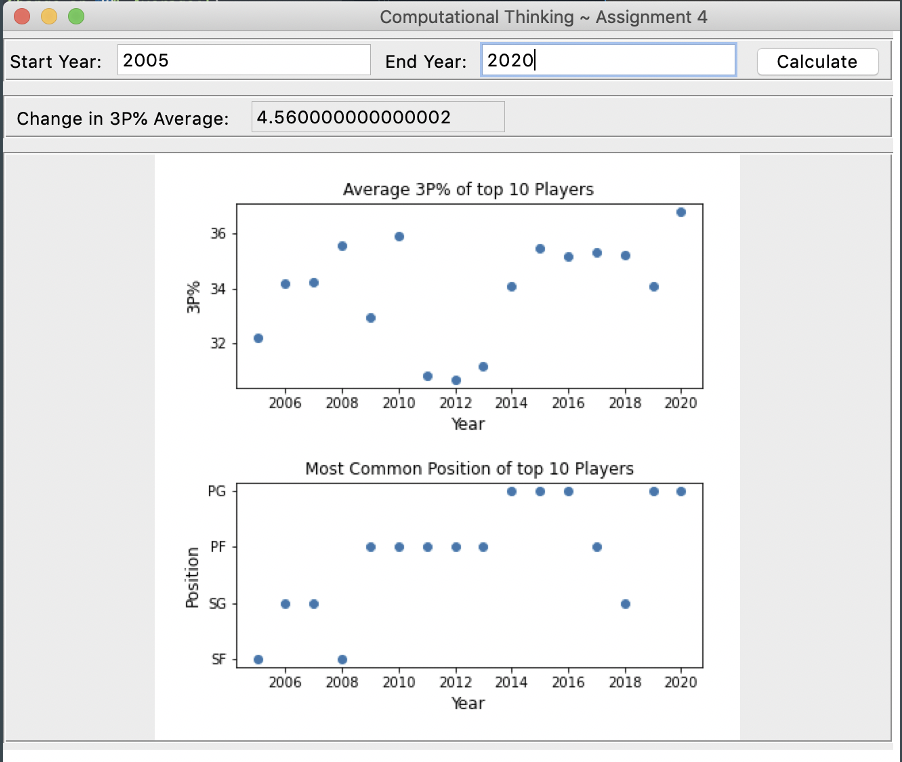 Computational Thinking ~ Assignment 4
Start Year: 2005 End Year: 2020 Calculate
Change in 3P% Average: 4.560000000000002
Average 3P% of top 10 Players
36
34
32
3P%
2006 2008 2010 2012 2014 2016 2018 2020
Year
Most Common Position of top 10 Players
PG
PF
SG
SF
Position
2006 2008 2010 2012 2014 2016 2018 2020
Year